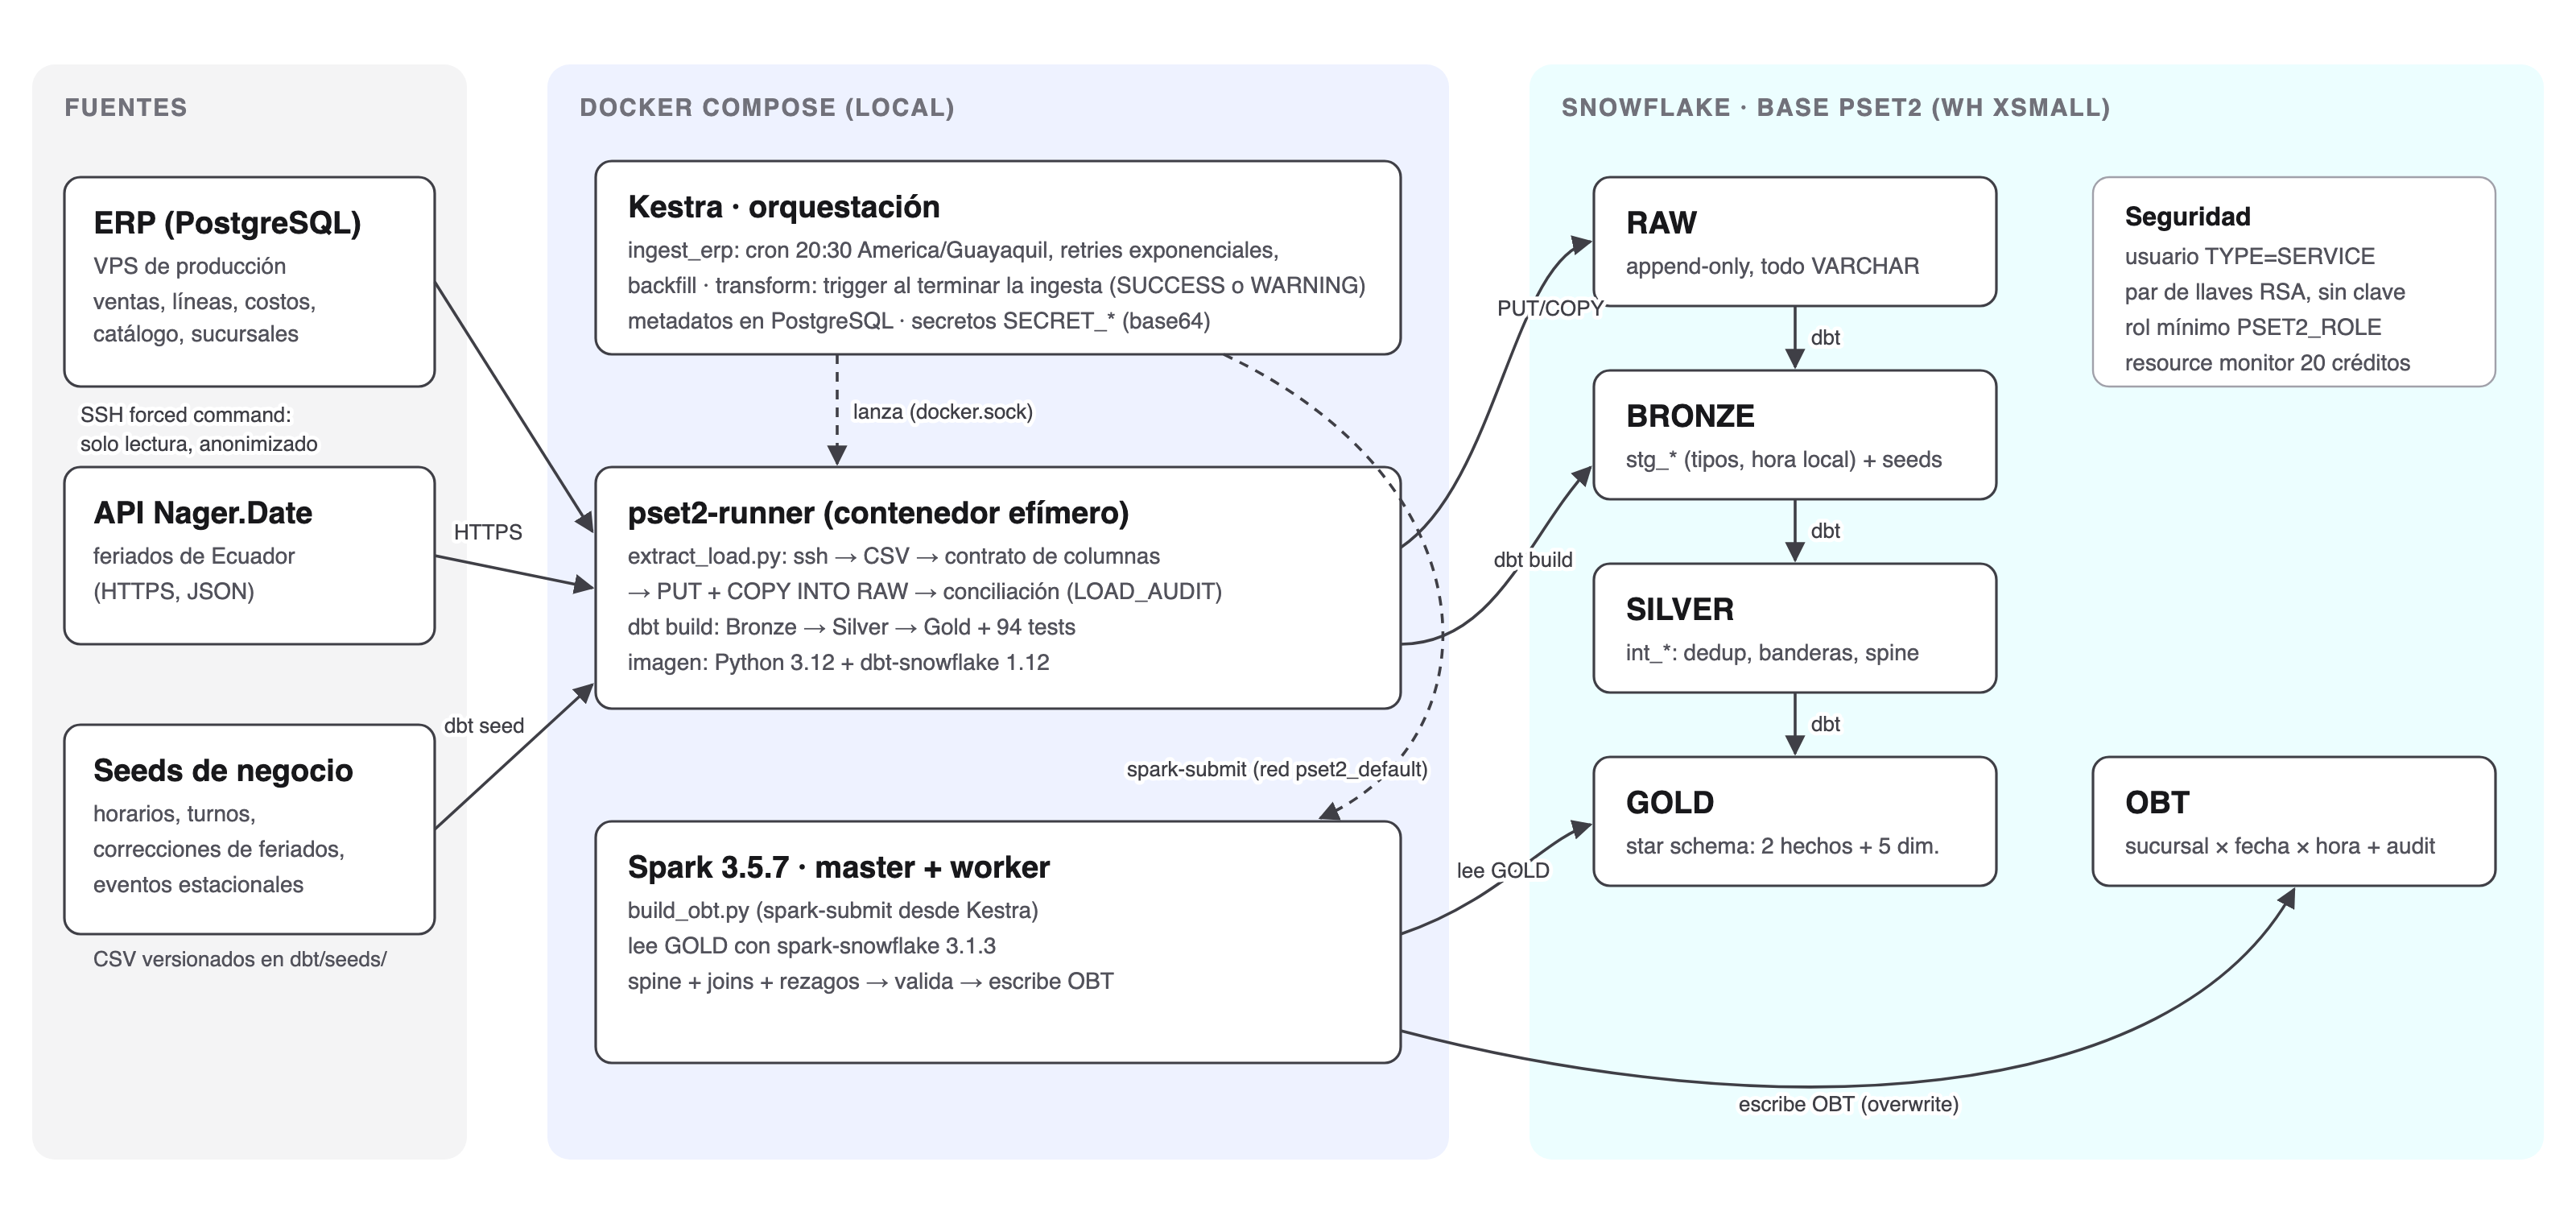 FUENTES
ERP (PostgreSQL)
VPS de producción
ventas, líneas, costos,
catálogo, sucursales
SSH forced command:
solo lectura, anonimizado
API Nager.Date
feriados de Ecuador
(HTTPS, JSON)
HTTPS
Seeds de negocio
horarios, turnos,
correcciones de feriados,
eventos estacionales
dbt seed
CSV versionados en dbt/seeds/
DOCKER COMPOSE (LOCAL)
Kestra · orquestación
ingest_erp: cron 20:30 America/Guayaquil, retries exponenciales,
backfill · transform: trigger al terminar la ingesta (SUCCESS o WARNING)
metadatos en PostgreSQL · secretos SECRET_* (base64)
lanza (docker.sock)
pset2-runner (contenedor efímero)
extract_load.py: ssh → CSV → contrato de columnas
→ PUT + COPY INTO RAW → conciliación (LOAD_AUDIT)
dbt build: Bronze → Silver → Gold + 94 tests
imagen: Python 3.12 + dbt-snowflake 1.12
spark-submit (red pset2_default)
Spark 3.5.7 · master + worker
build_obt.py (spark-submit desde Kestra)
lee GOLD con spark-snowflake 3.1.3
spine + joins + rezagos → valida → escribe OBT
PUT/COPY
dbt build
lee GOLD
escribe OBT (overwrite)
SNOWFLAKE · BASE PSET2 (WH XSMALL)
RAW
append-only, todo VARCHAR
dbt
BRONZE
stg_* (tipos, hora local) + seeds
dbt
SILVER
int_*: dedup, banderas, spine
dbt
GOLD
star schema: 2 hechos + 5 dim.
Seguridad
usuario TYPE=SERVICE
par de llaves RSA, sin clave
rol mínimo PSET2_ROLE
resource monitor 20 créditos
OBT
sucursal × fecha × hora + audit